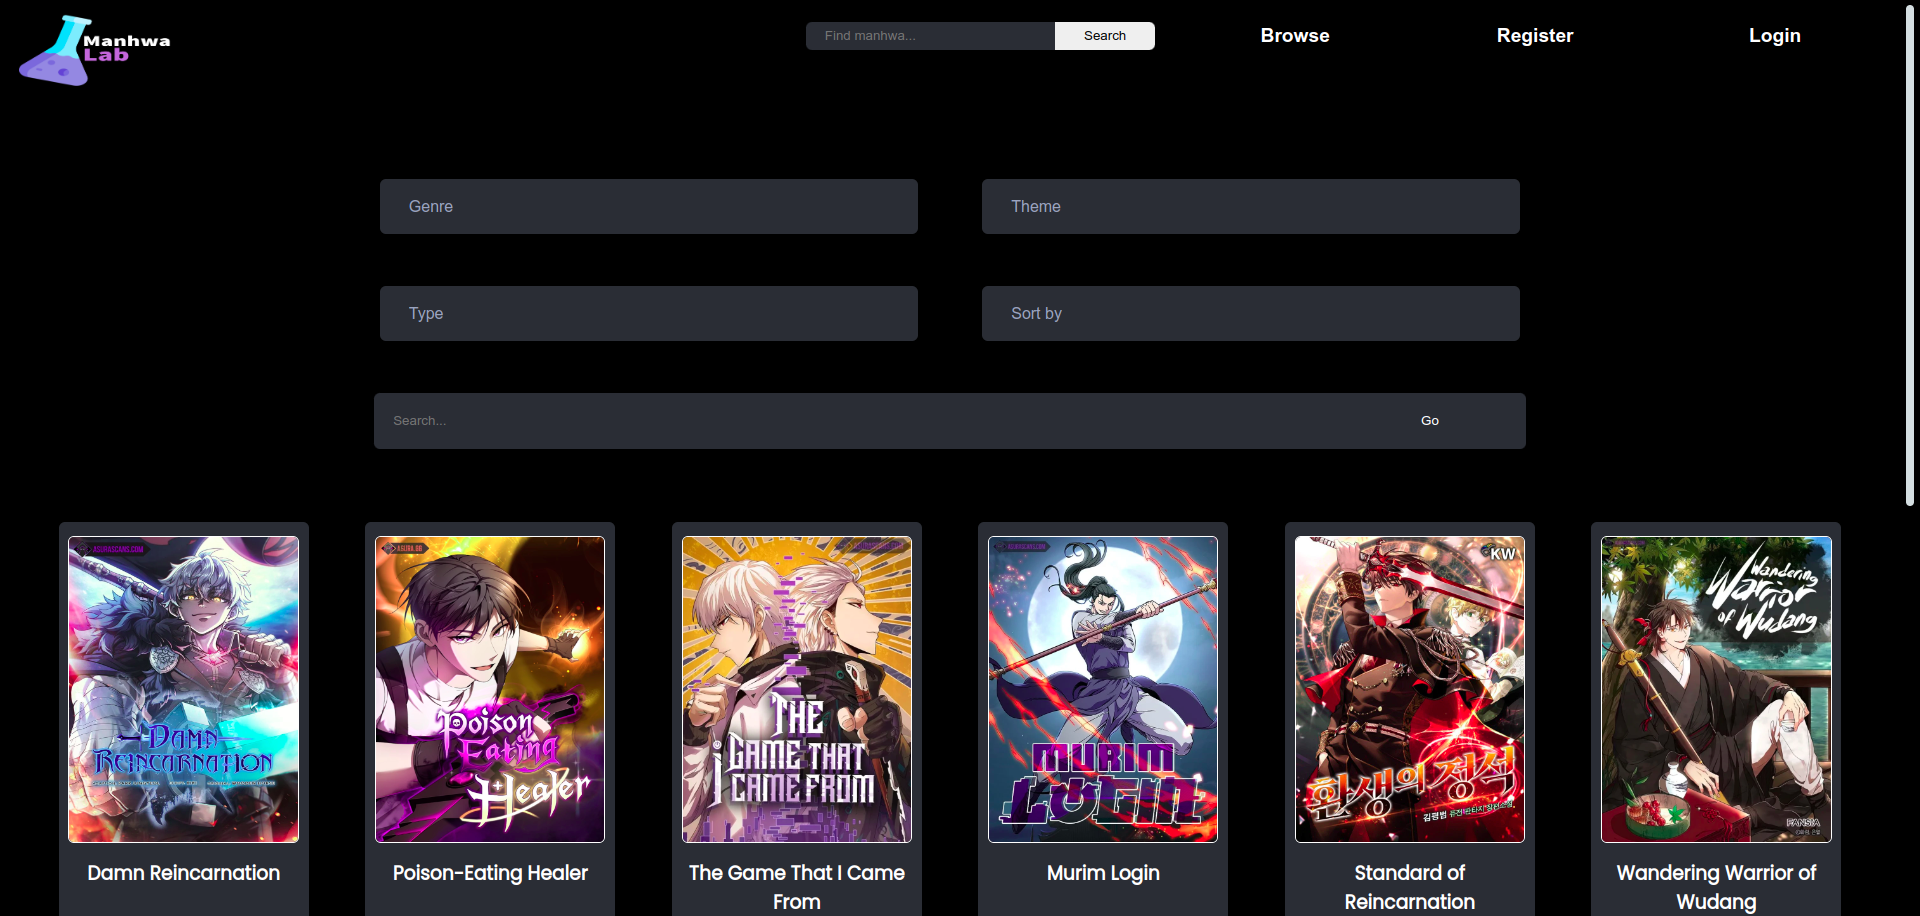 Manhwa
Lab
Find manhwa...
Search
Browse
Register
Login
Genre
Theme
Type
Sort by
Search...
Go
DAMN
REINCARNATION
Poison
Eating
Healer
THE
GAME THAT
I CAME FROM
MURIM
LOGIN
KW
환생의 정석
Wandering
Warrior
of Wudang
FANSIA
Damn Reincarnation
Poison-Eating Healer
The Game That I Came
From
Murim Login
Standard of
Reincarnation
Wandering Warrior of
Wudang